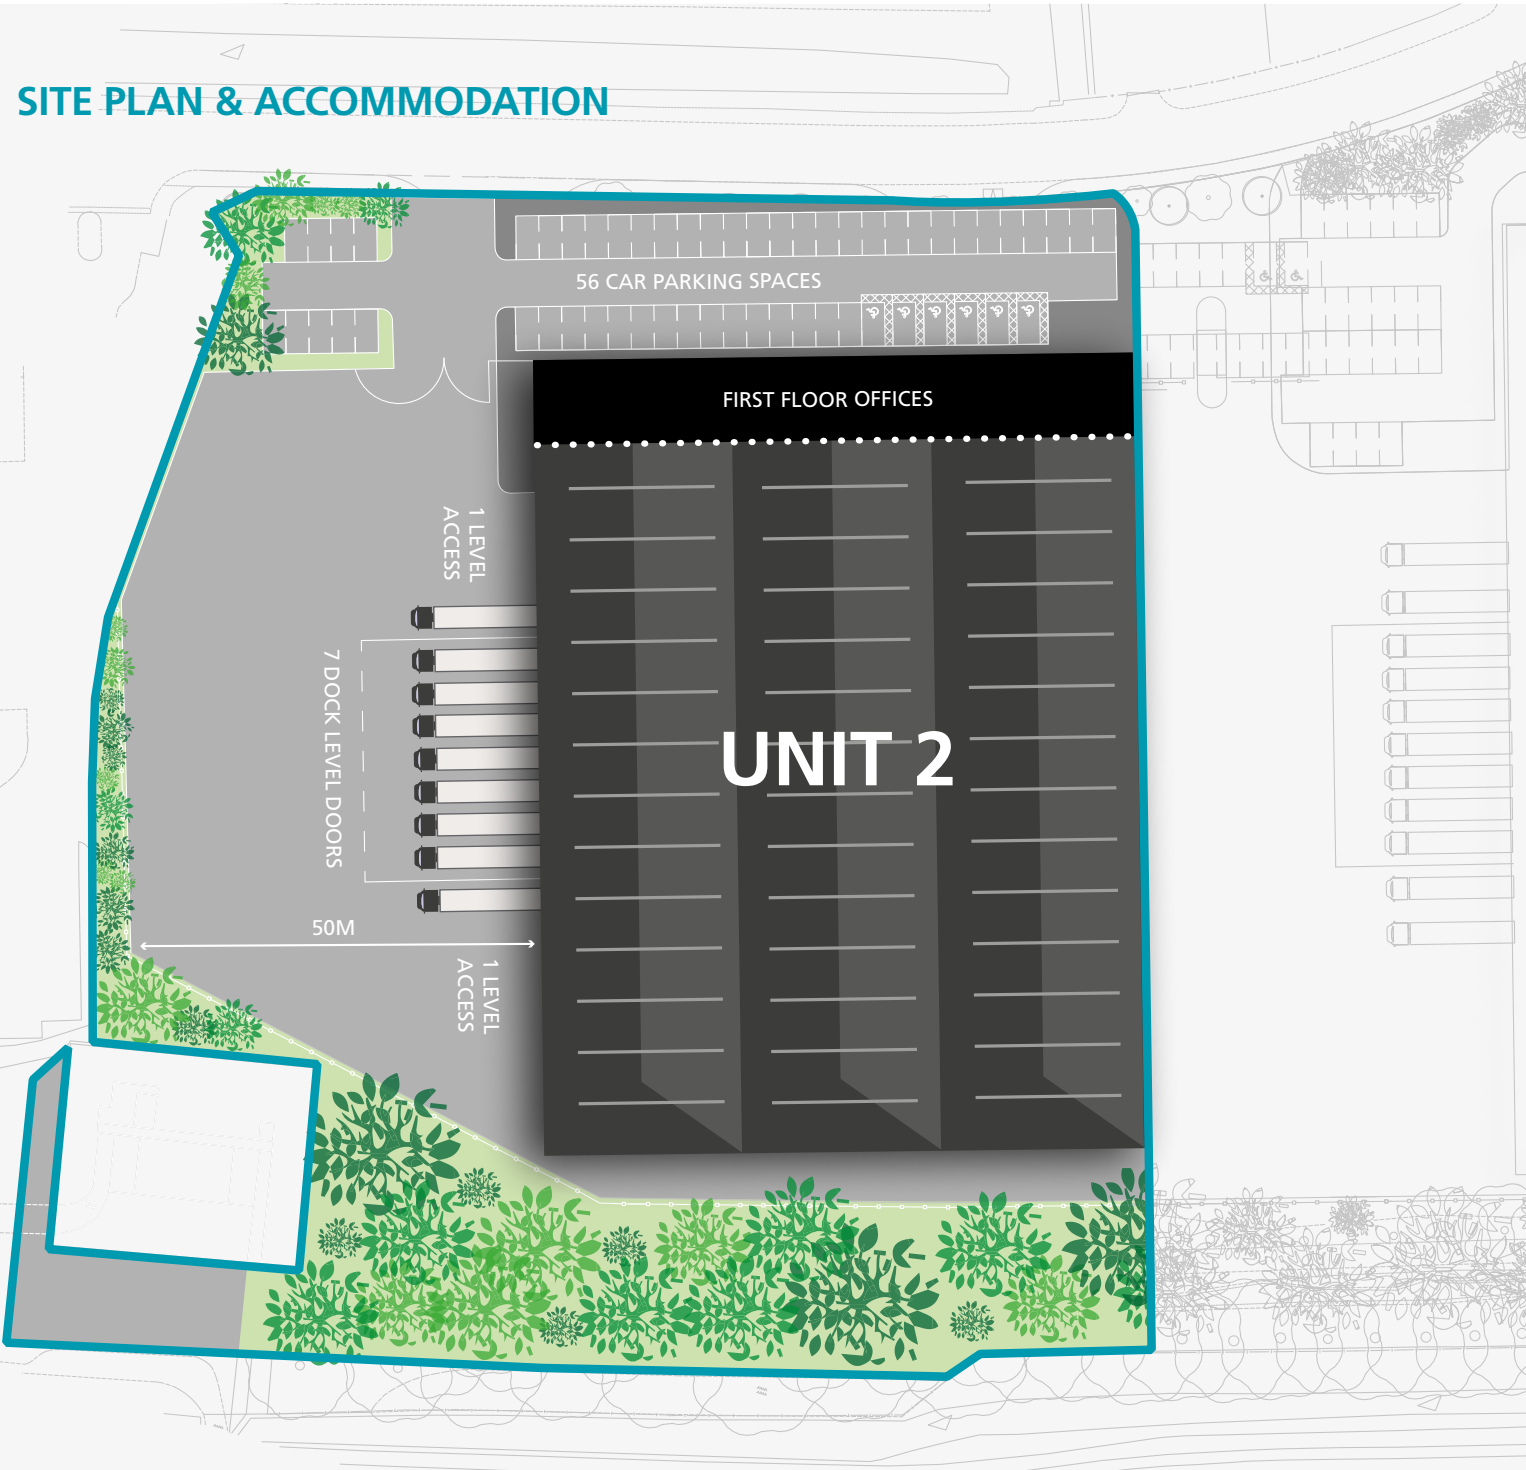 SITE PLAN & ACCOMMODATION
56 CAR PARKING SPACES
FIRST FLOOR OFFICES
1 LEVEL
ACCESS
7 DOCK LEVEL DOORS
UNIT 2
50M
1 LEVEL
ACCESS